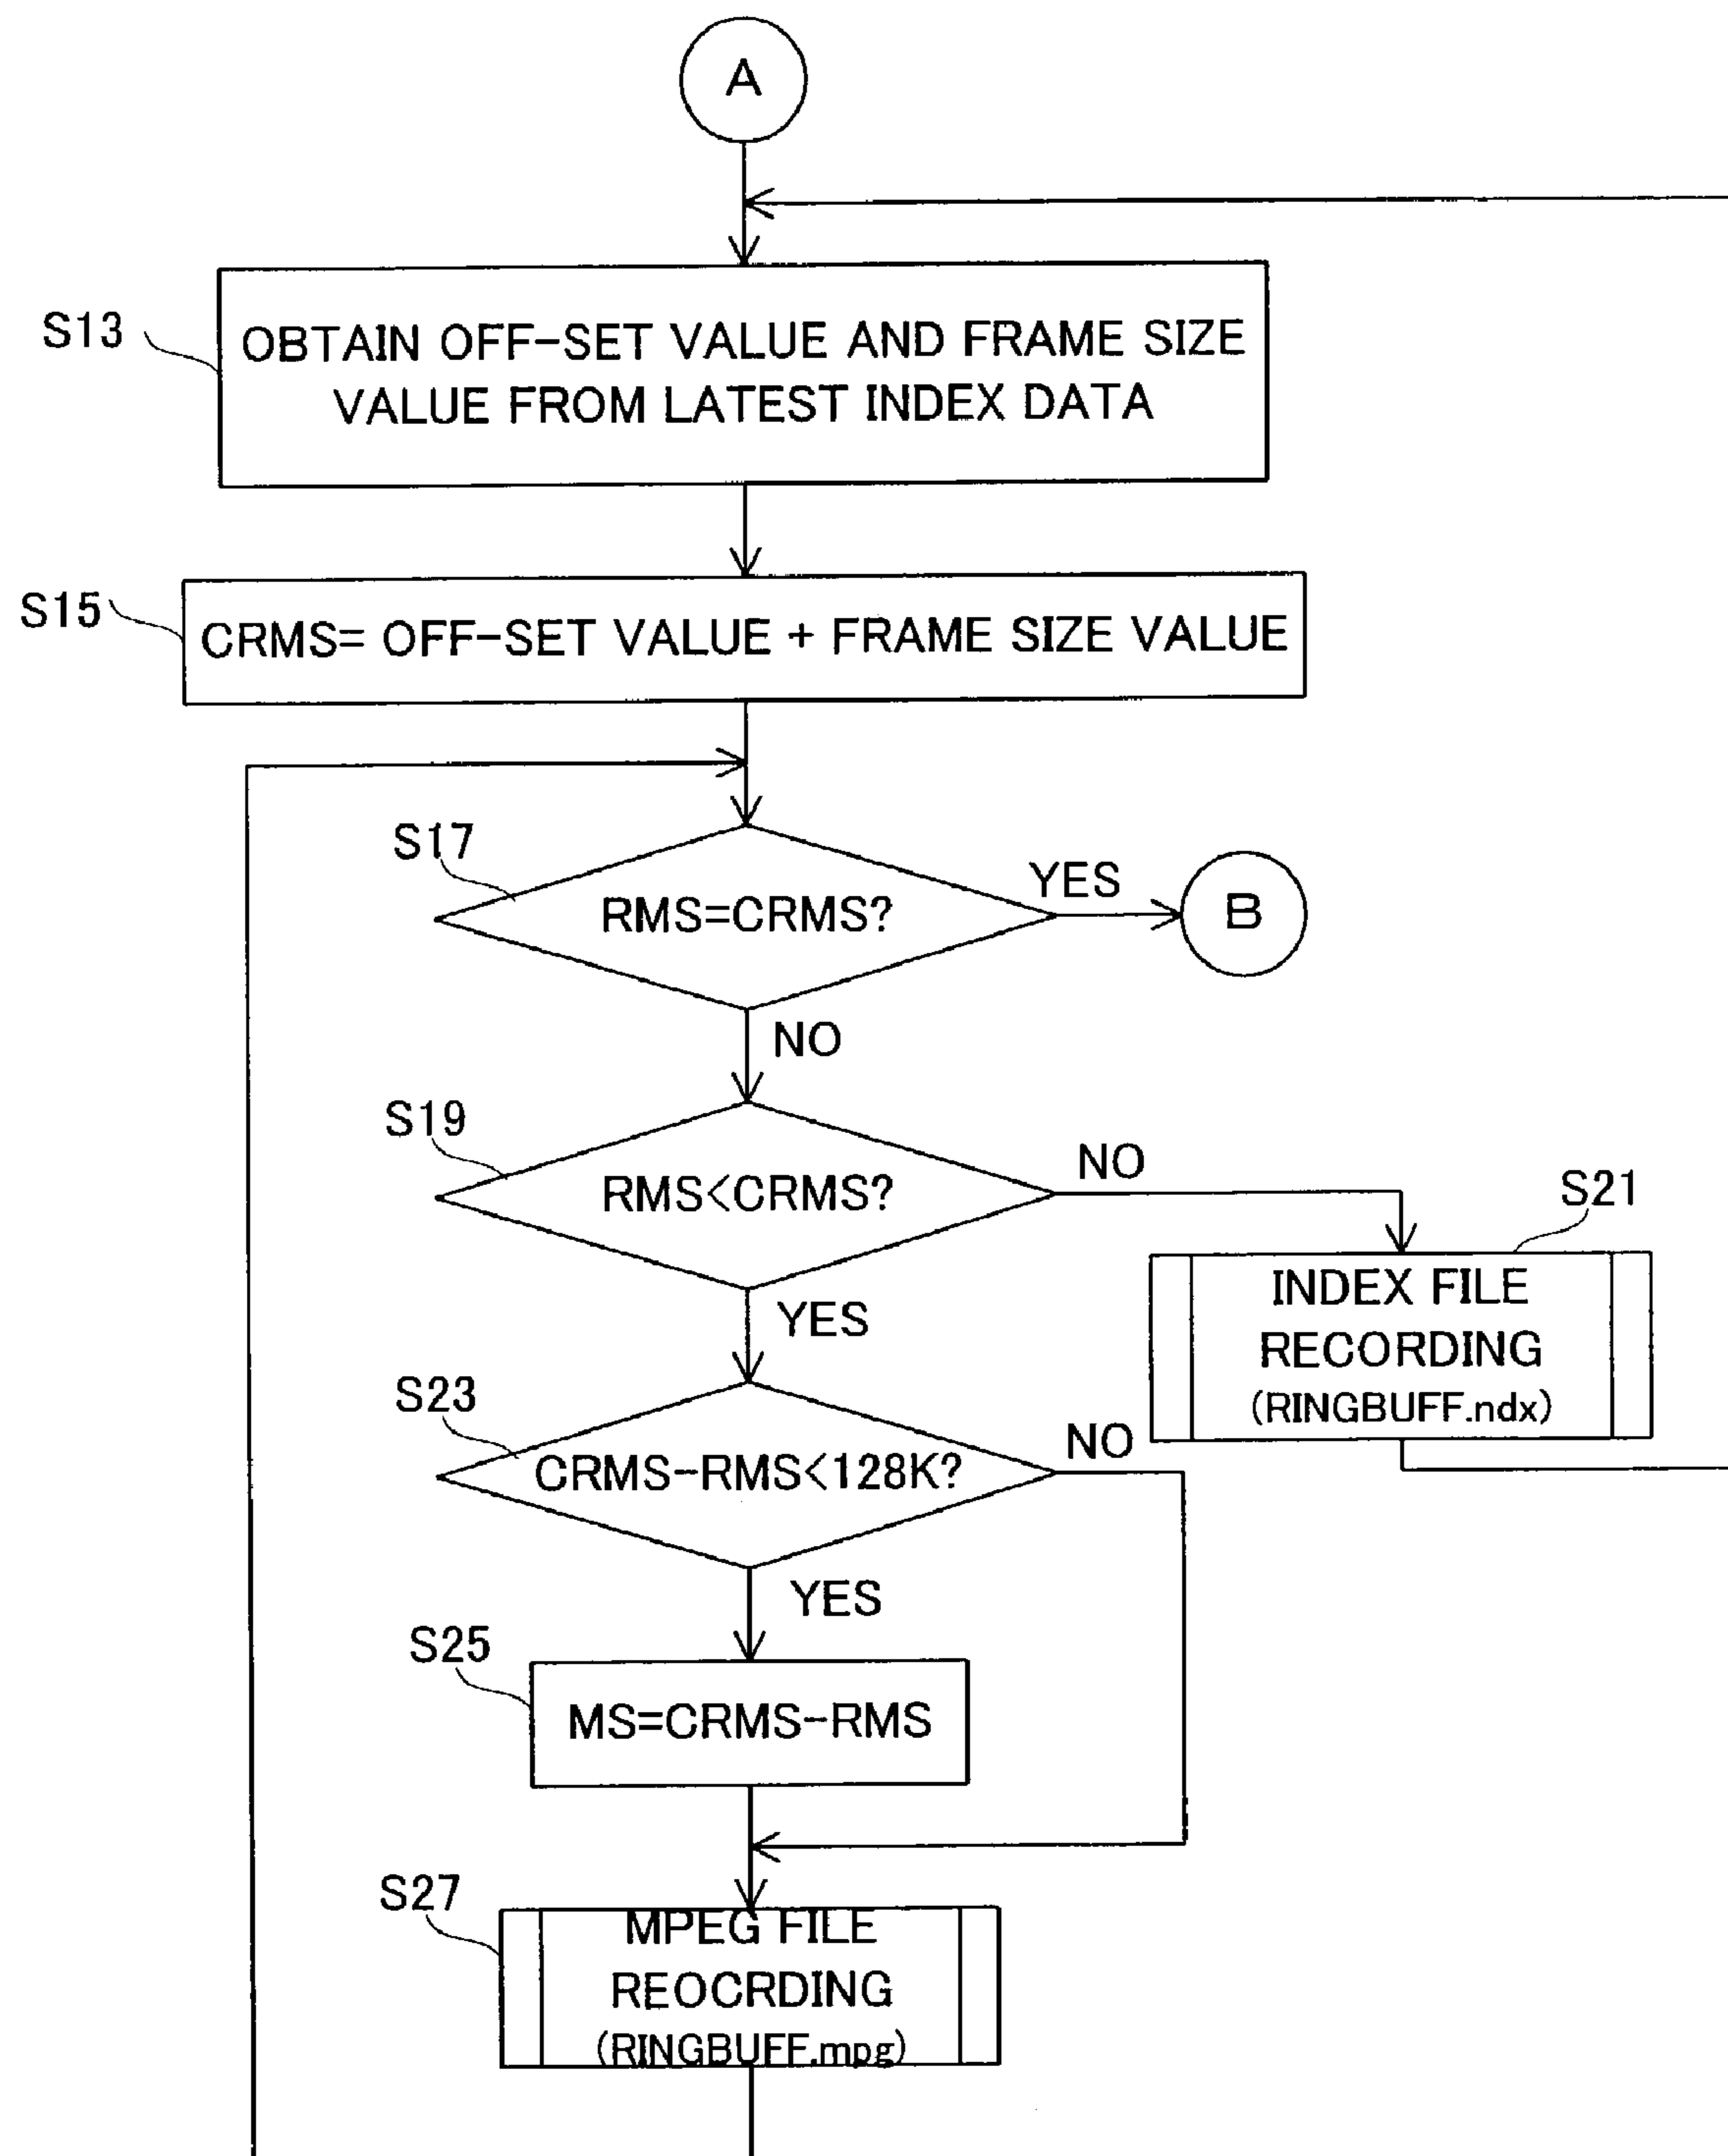 A
S13
OBTAIN OFF-SET VALUE AND FRAME SIZE
VALUE FROM LATEST INDEX DATA
S15
CRMS= OFF-SET VALUE + FRAME SIZE VALUE
S17
RMS=CRMS?
YES
B
NO
S19
RMS<CRMS?
NO
S21
INDEX FILE
RECORDING
(RINGBUFF.ndx)
YES
S23
CRMS-RMS<128K?
NO
YES
S25
MS=CRMS-RMS
S27
MPEG FILE
REOCRDING
(RINGBUFF.mpg)